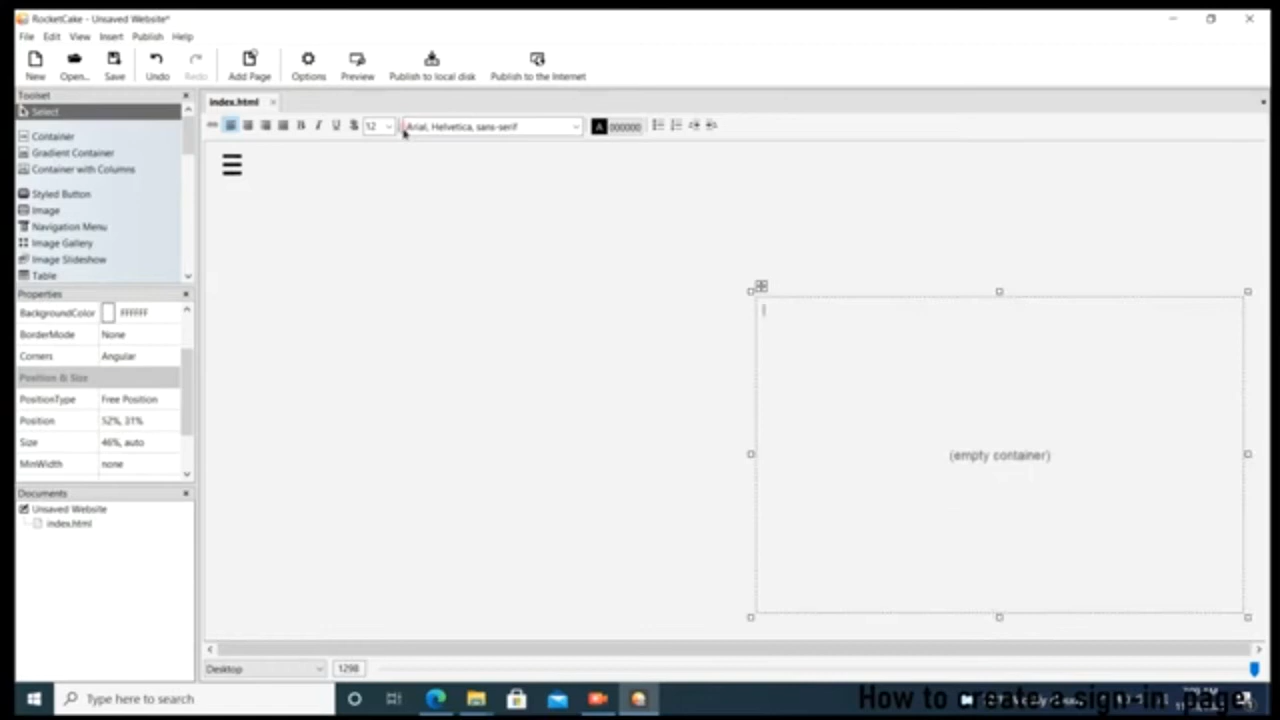 RocketCake - Unsaved Website*
File Edit View Insert Publish Help
New Open... Save Undo Redo Add Page Options Preview Publish to local disk Publish to the Internet
Toolset
index.html
Select
12 Arial, Helvetica, sans-serif A 000000
Container
Gradient Container
Container with Columns
Styled Button
Image
Navigation Menu
Image Gallery
Image Slideshow
Table
Properties
BackgroundColor FFFFFF
BorderMode None
Corners Angular
Position & Size
PositionType Free Position
Position 52%, 31%
Size 46%, auto
MinWidth none
(empty container)
Documents
Unsaved Website
index.html
Desktop 1298
Type here to search
How to create a sign-in page